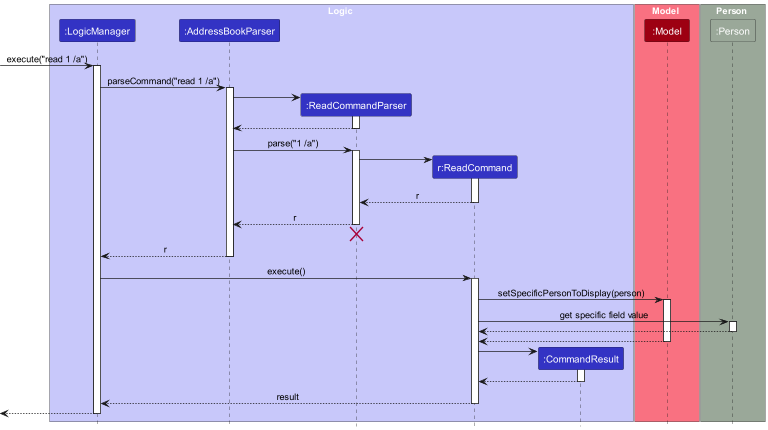 Logic
Model
Person
:LogicManager
:AddressBookParser
:Model
:Person
execute("read 1 /a")
parseCommand("read 1 /a")
:ReadCommandParser
parse("1 /a")
r:ReadCommand
r
r
r
execute()
setSpecificPersonToDisplay(person)
get specific field value
:CommandResult
result